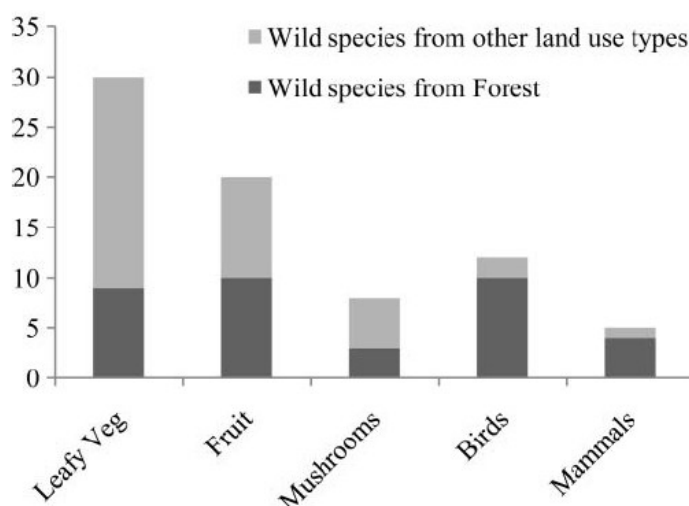 35
30
25
20
15
10
5
0
Wild species from other land use types
Wild species from Forest
Leafy Veg
Fruit
Mushrooms
Birds
Mammals